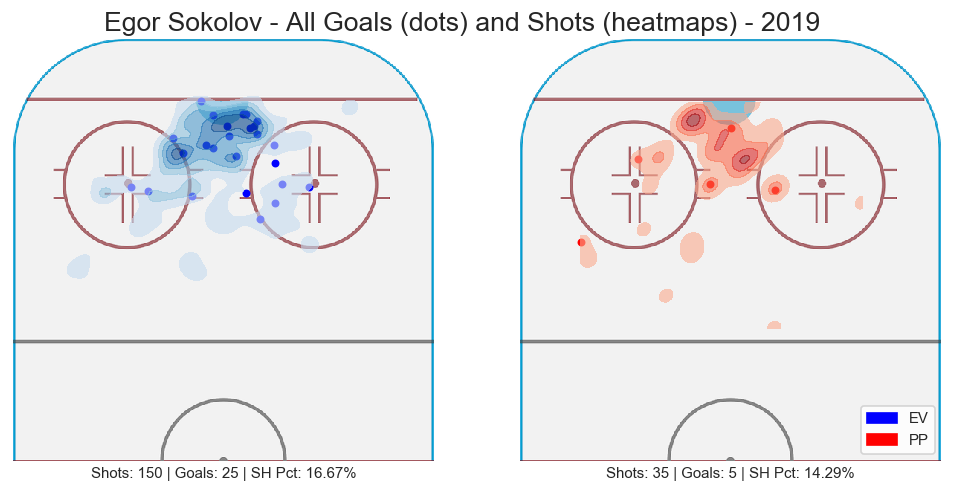 Egor Sokolov - All Goals (dots) and Shots (heatmaps) - 2019
EV
PP
Shots: 150 | Goals: 25 | SH Pct: 16.67%
Shots: 35 | Goals: 5 | SH Pct: 14.29%